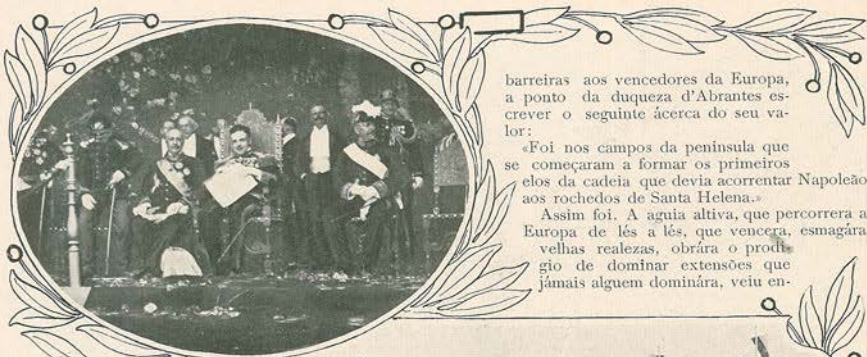 barreiras aos vencedores da Europa,
a ponto da duqueza d'Abrantes es-
crever o seguinte ácerca do seu va-
lor:
«Foi nos campos da peninsula que
se começaram a formar os primeiros
elos da cadeia que devia acorrentar Napoleão
aos rochedos de Santa Helena.»
Assim foi. A aguia altiva, que percorrera a
Europa de lés a lés, que vencera, esmagára
velhas realezas, obrára o prodi-
gio de dominar extensões que
jámais alguem dominára, veiu en-